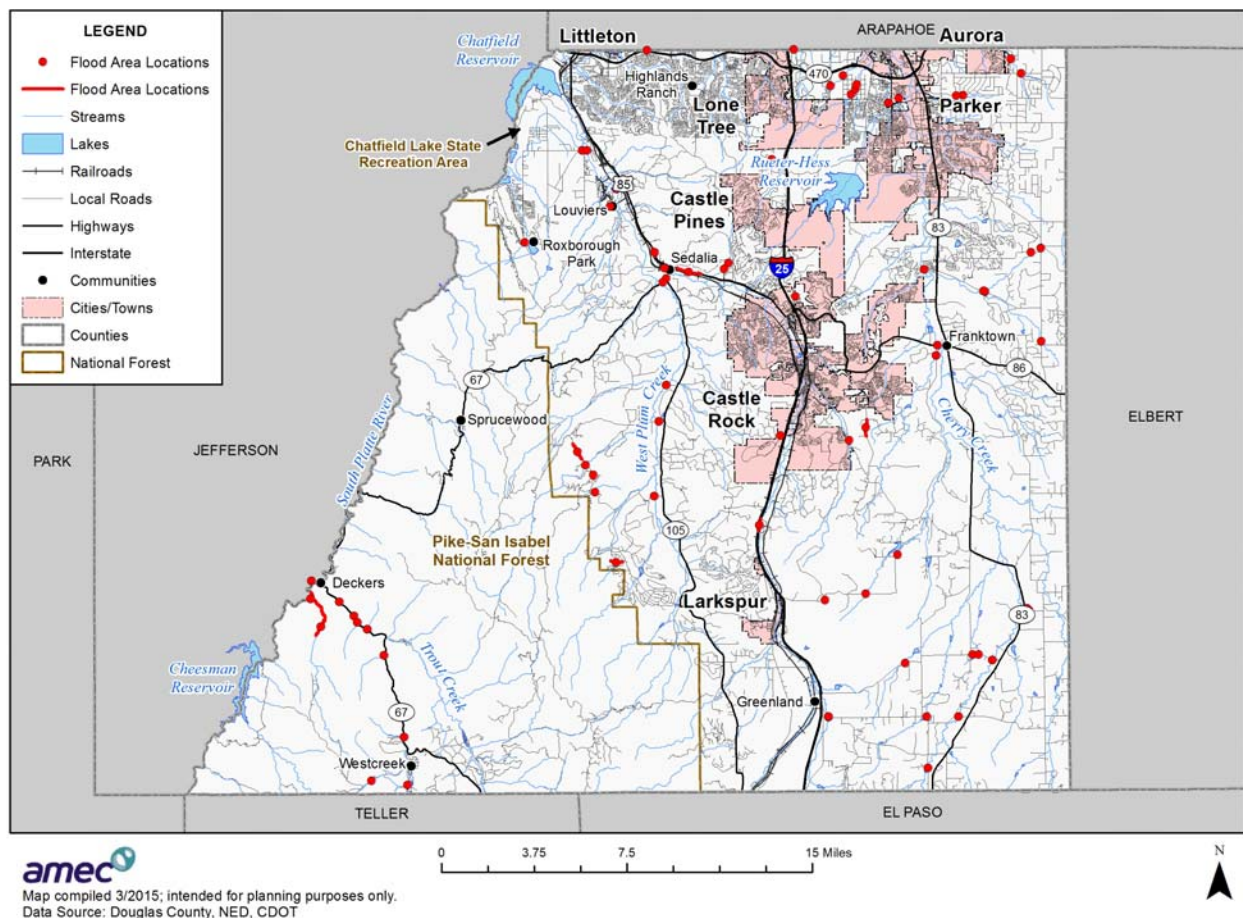 LEGEND
Flood Area Locations
Flood Area Locations
Streams
Lakes
Railroads
Local Roads
Highways
Interstate
Communities
Cities/Towns
Counties
National Forest
Littleton
ARAPAHOE
Aurora
Chatfield
Reservoir
470
Highlands
Ranch
Lone
Tree
Parker
Chatfield Lake State
Recreation Area
Rueter-Hess
Reservoir
85
Castle
Pines
Louviers
83
Roxborough
Park
Sedalia
25
Franktown
86
67
West Plum Creek
Castle
Rock
Cherry Creek
ELBERT
Sprucewood
South Platte River
JEFFERSON
PARK
105
Pike-San Isabel
National Forest
Deckers
Larkspur
83
Cheesman
Reservoir
Trout Creek
Greenland
67
Westcreek
TELLER
EL PASO
amec
0 3.75 7.5 15 Miles
N
Map compiled 3/2015; intended for planning purposes only.
Data Source: Douglas County, NED, CDOT